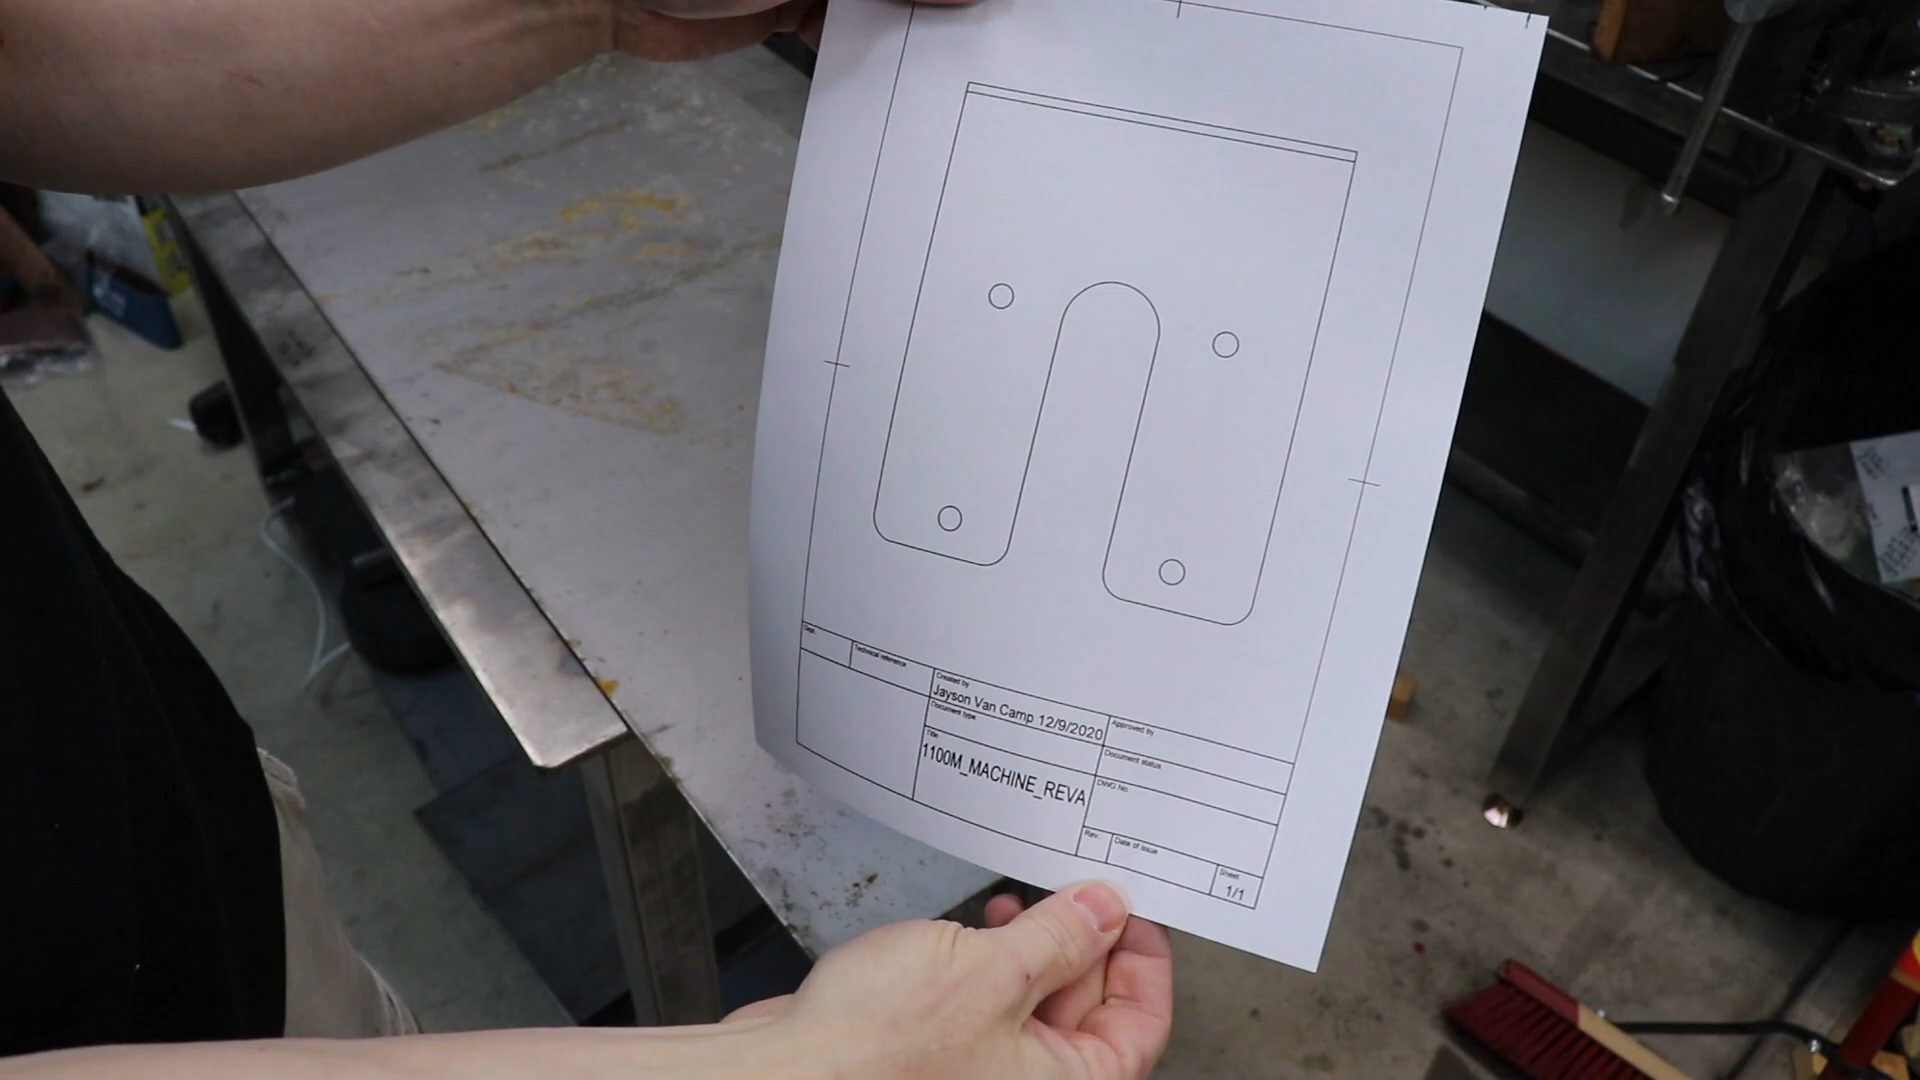 Dept.
Technical reference
Created by
Jayson Van Camp 12/9/2020
Approved by
Document type
Document status
Title
1100M_MACHINE_REVA
DWG No.
Rev.
Date of issue
Sheet
1/1